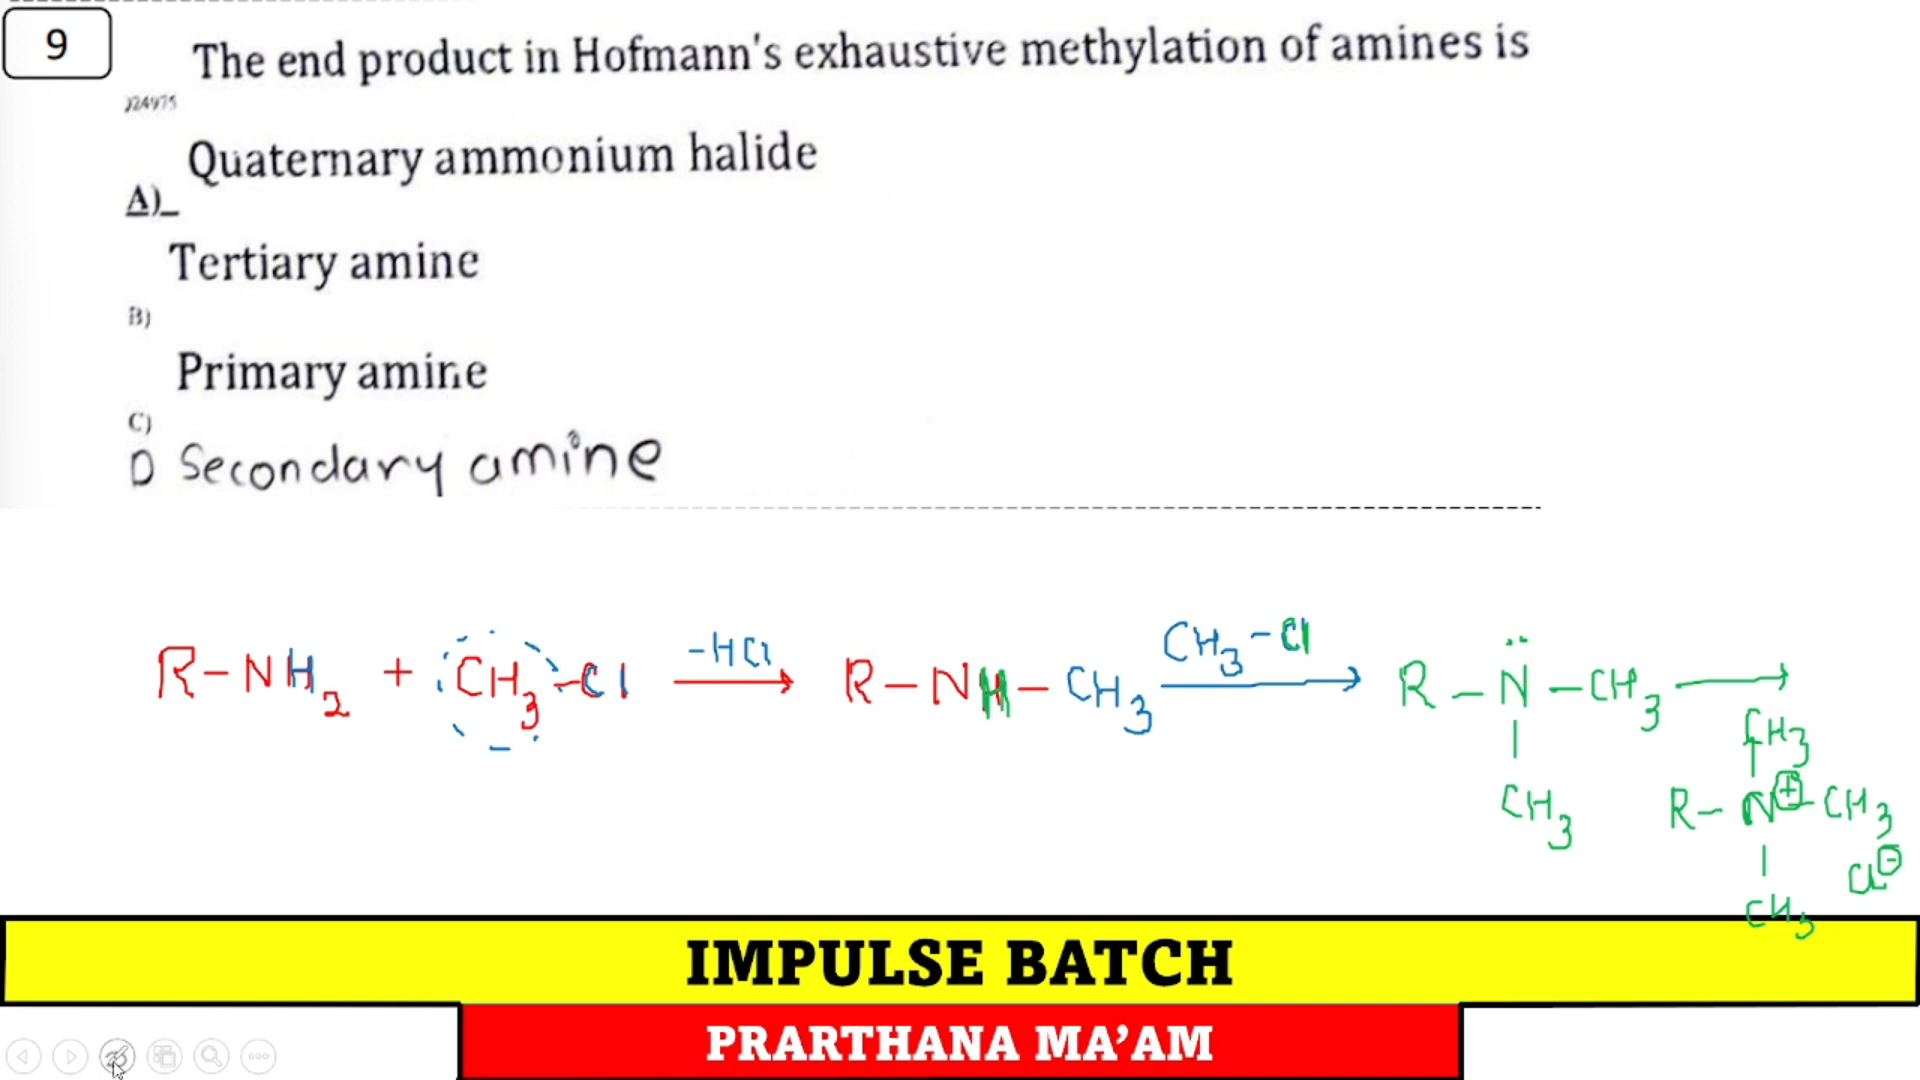 9
The end product in Hofmann's exhaustive methylation of amines is
Quaternary ammonium halide
A)_
Tertiary amine
B)
Primary amine
C)
D Secondary amine
R-NH2 + CH3-Cl -HCl R-NH-CH3 CH3-Cl R-N̈-CH3
CH3
CH3
R-N⊕-CH3
Cl⊖
CH3
IMPULSE BATCH
PRARTHANA MA’AM